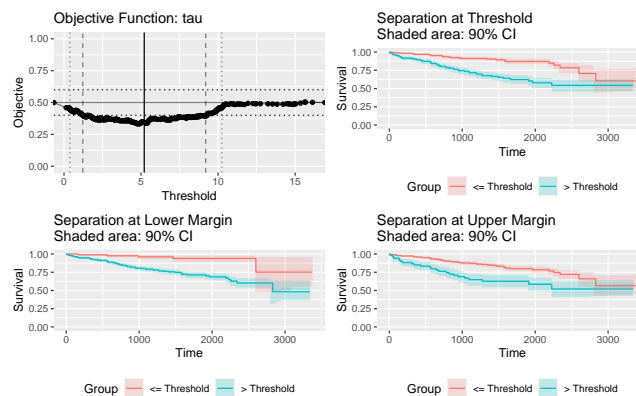 Objective Function: tau
1.00
0.75
0.50
0.25
0.00
Objective
0
5
10
15
Threshold
Separation at Threshold
Shaded area: 90% CI
1.00
0.75
0.50
0.25
0.00
Survival
0
1000
2000
3000
Time
Group
<= Threshold
> Threshold
Separation at Lower Margin
Shaded area: 90% CI
1.00
0.75
0.50
0.25
0.00
Survival
0
1000
2000
3000
Time
Group
<= Threshold
> Threshold
Separation at Upper Margin
Shaded area: 90% CI
1.00
0.75
0.50
0.25
0.00
Survival
0
1000
2000
3000
Time
Group
<= Threshold
> Threshold